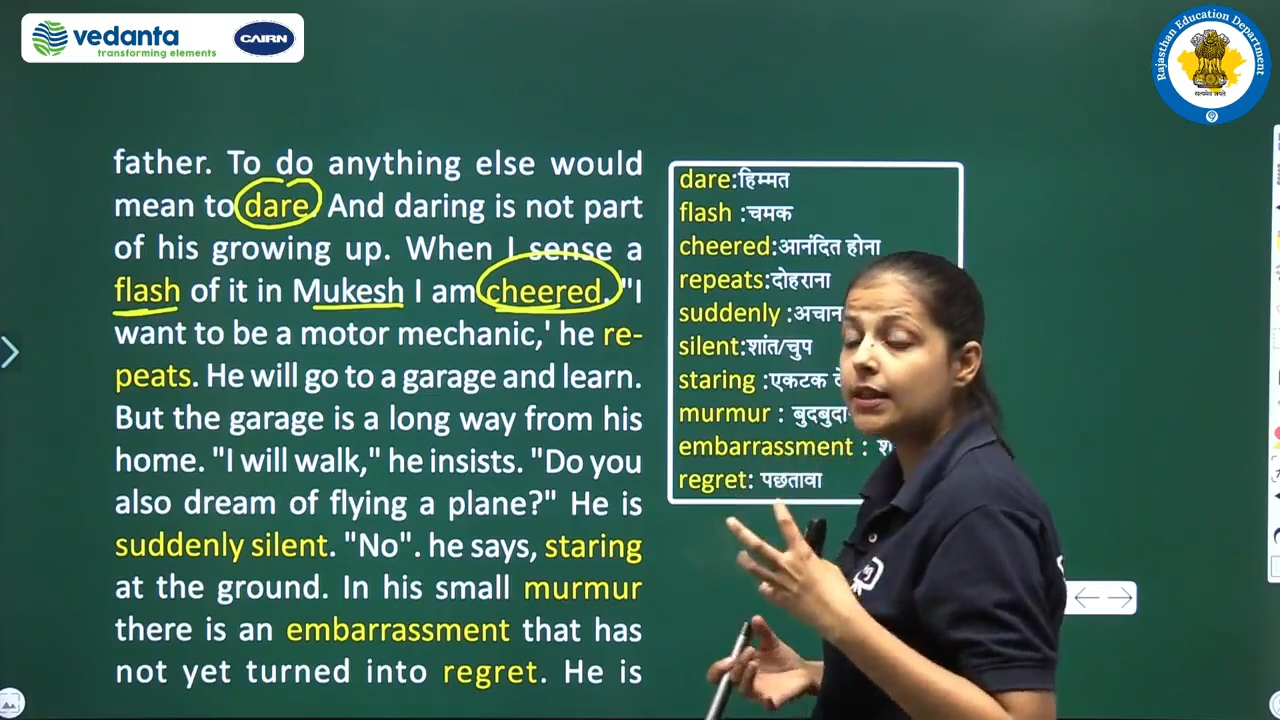 vedanta
transforming elements
CAIRN
Rajasthan Education Department
सत्यमेव जयते
father. To do anything else would
mean to dare. And daring is not part
of his growing up. When I sense a
flash of it in Mukesh I am cheered. "I
want to be a motor mechanic,' he re-
peats. He will go to a garage and learn.
But the garage is a long way from his
home. "I will walk," he insists. "Do you
also dream of flying a plane?" He is
suddenly silent. "No". he says, staring
at the ground. In his small murmur
there is an embarrassment that has
not yet turned into regret. He is
dare:हिम्मत
flash :चमक
cheered:आनंदित होना
repeats:दोहराना
suddenly :अचान
silent:शांत/चुप
staring :एकटक
murmur : बुदबुदा
embarrassment :
regret: पछतावा